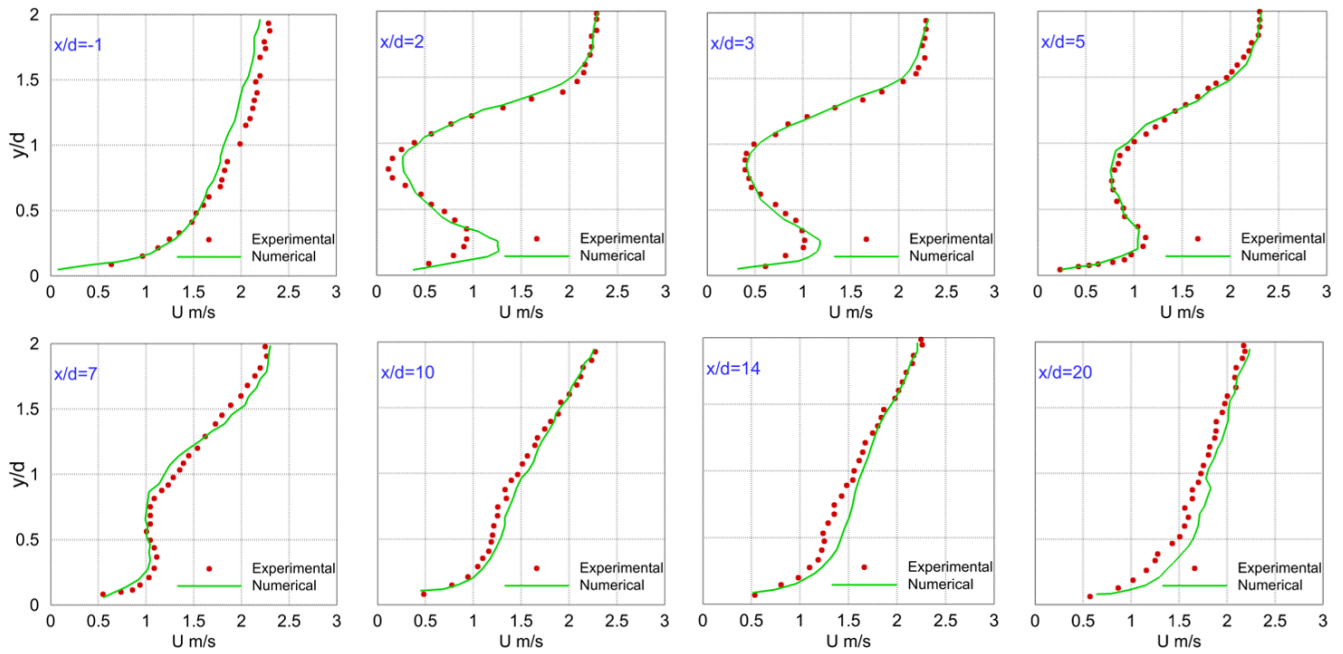 2
1.5
1
0.5
0
y/d
x/d=-1
Experimental
Numerical
0 0.5 1 1.5 2 2.5 3
U m/s
x/d=2
Experimental
Numerical
0 0.5 1 1.5 2 2.5 3
U m/s
x/d=3
Experimental
Numerical
0 0.5 1 1.5 2 2.5 3
U m/s
x/d=5
Experimental
Numerical
0 0.5 1 1.5 2 2.5 3
U m/s
2
1.5
1
0.5
0
y/d
x/d=7
Experimental
Numerical
0 0.5 1 1.5 2 2.5 3
U m/s
x/d=10
Experimental
Numerical
0 0.5 1 1.5 2 2.5 3
U m/s
x/d=14
Experimental
Numerical
0 0.5 1 1.5 2 2.5 3
U m/s
x/d=20
Experimental
Numerical
0 0.5 1 1.5 2 2.5 3
U m/s